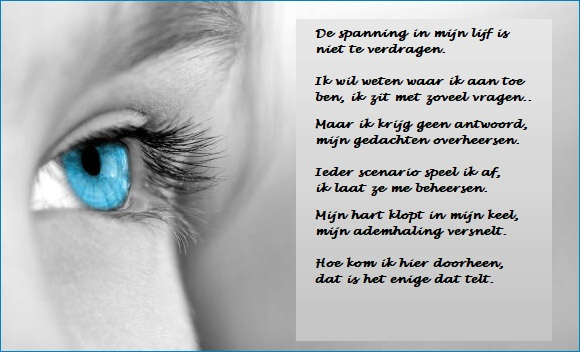 De spanning in mijn lijf is
niet te verdragen.
Ik wil weten waar ik aan toe
ben, ik zit met zoveel vragen..
Maar ik krijg geen antwoord,
mijn gedachten overheersen.
Ieder scenario speel ik af,
ik laat ze me beheersen.
Mijn hart klopt in mijn keel,
mijn ademhaling versnelt.
Hoe kom ik hier doorheen,
dat is het enige dat telt.